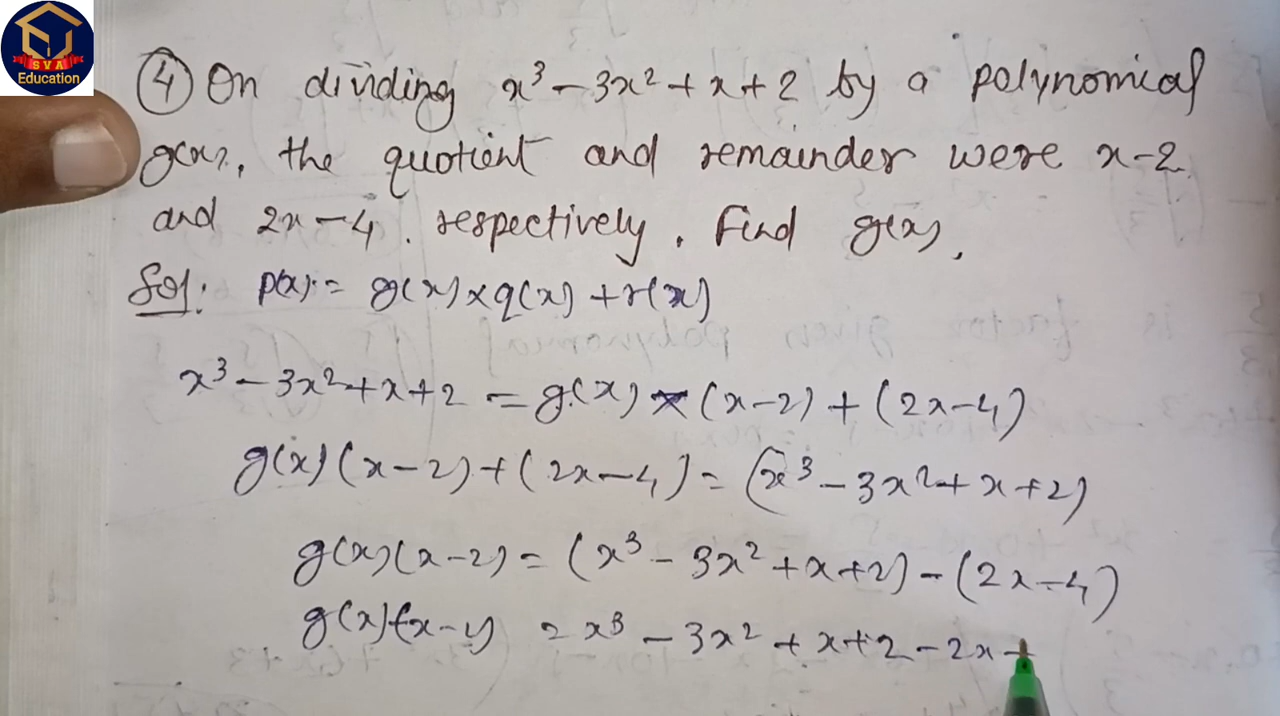 SVA
Education
④ On dividing x³ - 3x² + x + 2 by a polynomial
g(x), the quotient and remainder were x-2
and 2x - 4 . respectively . Find g(x),
Sol: p(x) = g(x) × q(x) + r(x)
x³ - 3x² + x + 2 = g(x) × (x-2) + (2x-4)
g(x) (x-2) + (2x-4) = (x³ - 3x² + x + 2)
g(x) (x-2) = (x³ - 3x² + x + 2) - (2x-4)
x³ - 3x² + x + 2 - 2x